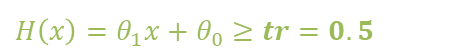 H(x) = θ₁x + θ₀ ≥ tr = 0.5